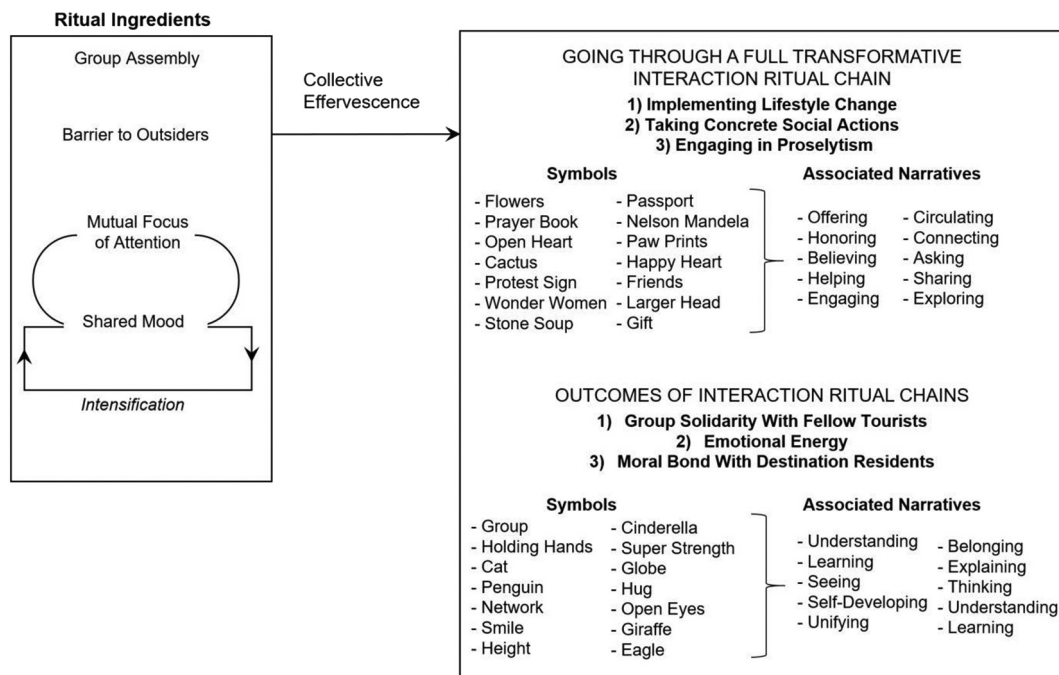 Ritual Ingredients
Group Assembly
Barrier to Outsiders
Mutual Focus
of Attention
Shared Mood
Intensification
Collective
Effervescence
GOING THROUGH A FULL TRANSFORMATIVE
INTERACTION RITUAL CHAIN
1) Implementing Lifestyle Change
2) Taking Concrete Social Actions
3) Engaging in Proselytism
Symbols
- Flowers
- Prayer Book
- Open Heart
- Cactus
- Protest Sign
- Wonder Women
- Stone Soup
- Passport
- Nelson Mandela
- Paw Prints
- Happy Heart
- Friends
- Larger Head
- Gift
Associated Narratives
- Offering
- Honoring
- Believing
- Helping
- Engaging
- Circulating
- Connecting
- Asking
- Sharing
- Exploring
OUTCOMES OF INTERACTION RITUAL CHAINS
1) Group Solidarity With Fellow Tourists
2) Emotional Energy
3) Moral Bond With Destination Residents
Symbols
- Group
- Holding Hands
- Cat
- Penguin
- Network
- Smile
- Height
- Cinderella
- Super Strength
- Globe
- Hug
- Open Eyes
- Giraffe
- Eagle
Associated Narratives
- Understanding
- Learning
- Seeing
- Self-Developing
- Unifying
- Belonging
- Explaining
- Thinking
- Understanding
- Learning